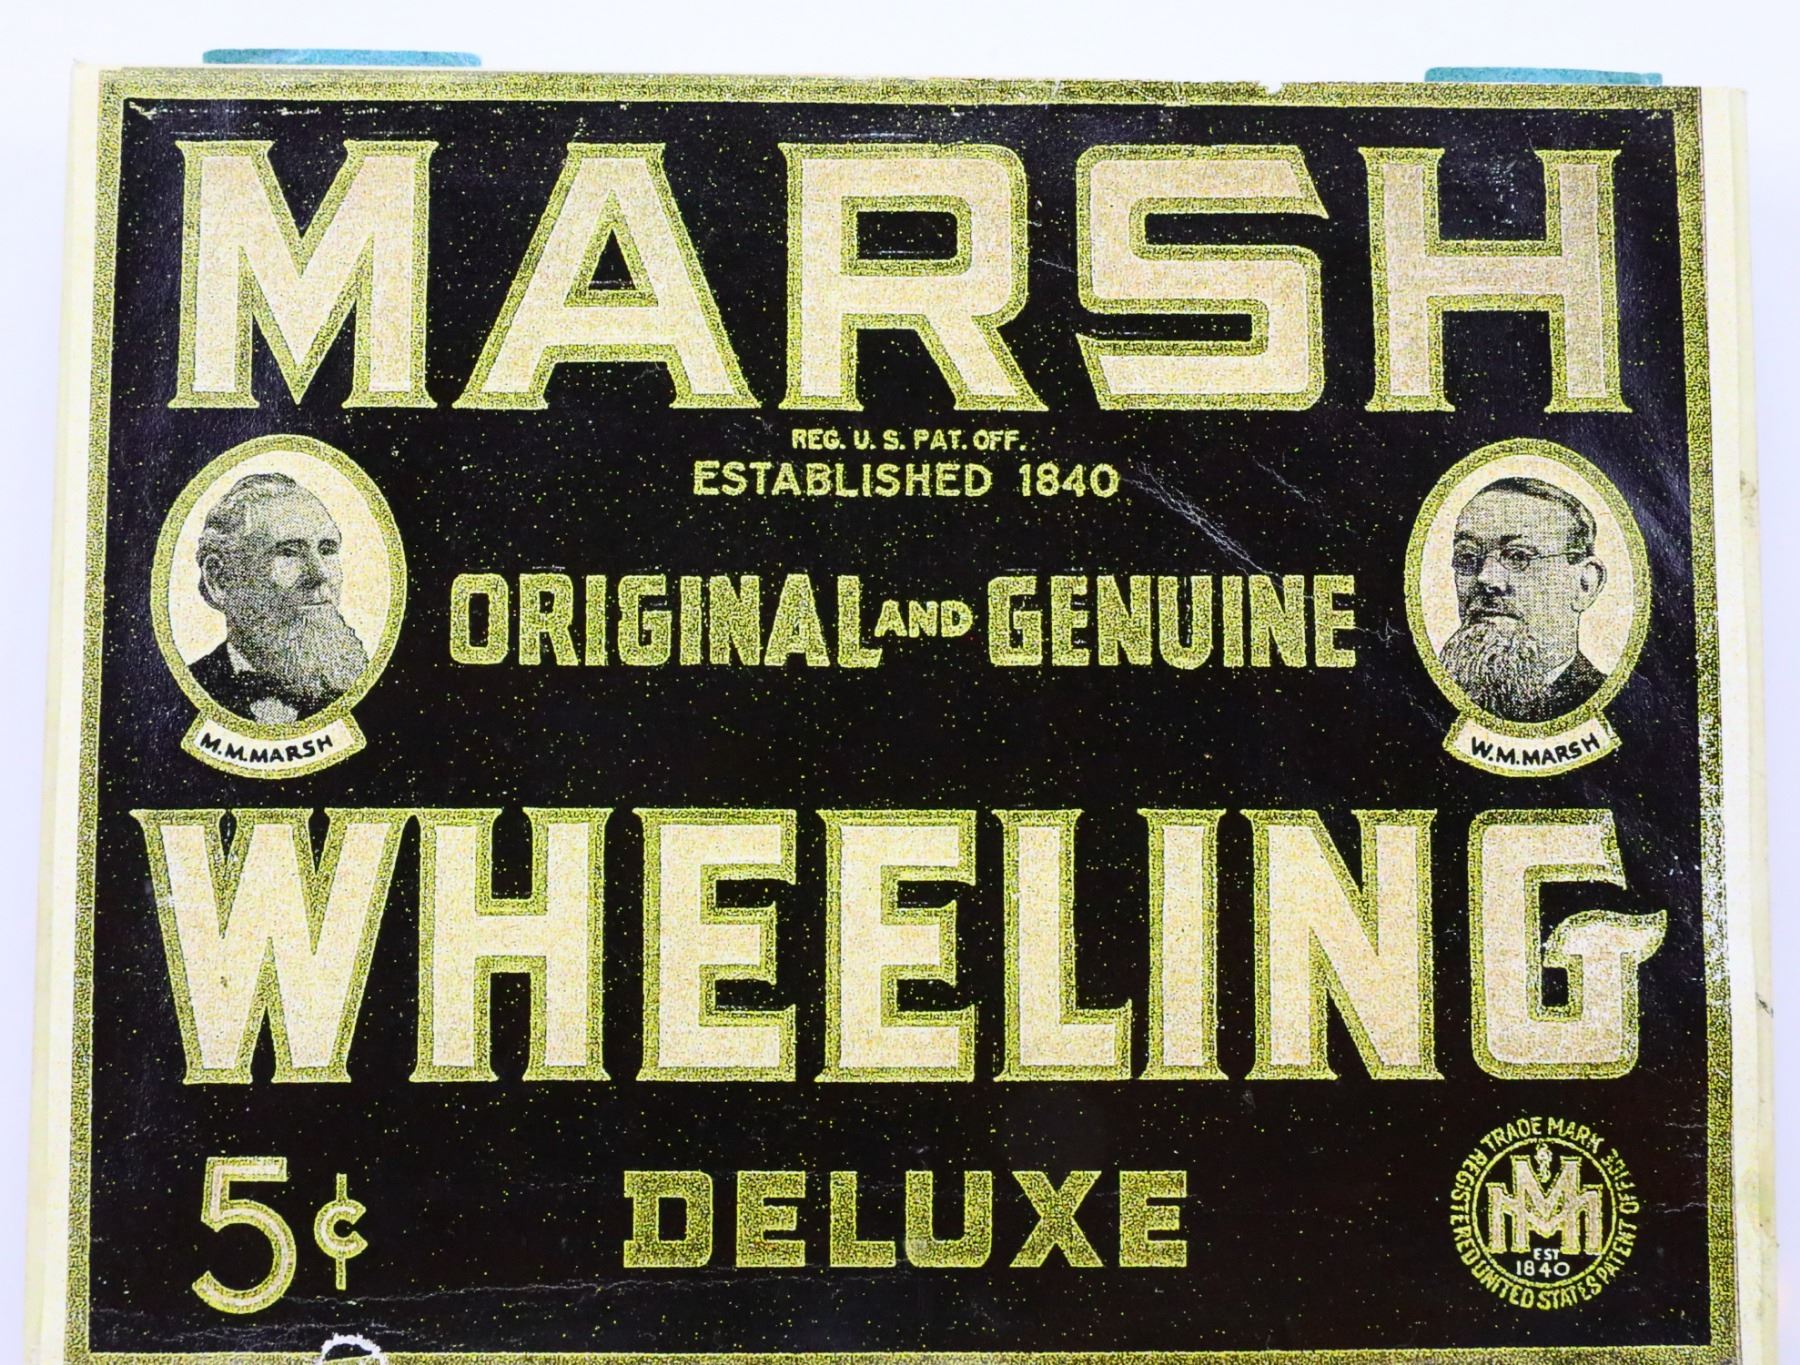 MARSH
REG. U. S. PAT. OFF.
ESTABLISHED 1840
ORIGINAL AND GENUINE
M.M.MARSH
W.M.MARSH
WHEELING
5¢
DELUXE
TRADE MARK
REGISTERED UNITED STATES PATENT OFFICE
MM
EST
1840